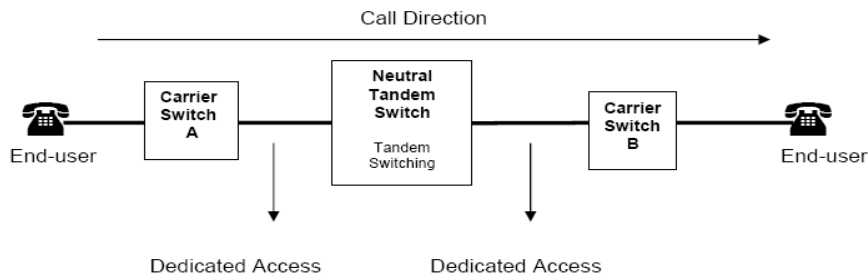 Call Direction
Neutral
Tandem
Switch
Tandem
Switching
Carrier
Switch
A
Carrier
Switch
B
End-user
End-user
Dedicated Access
Dedicated Access